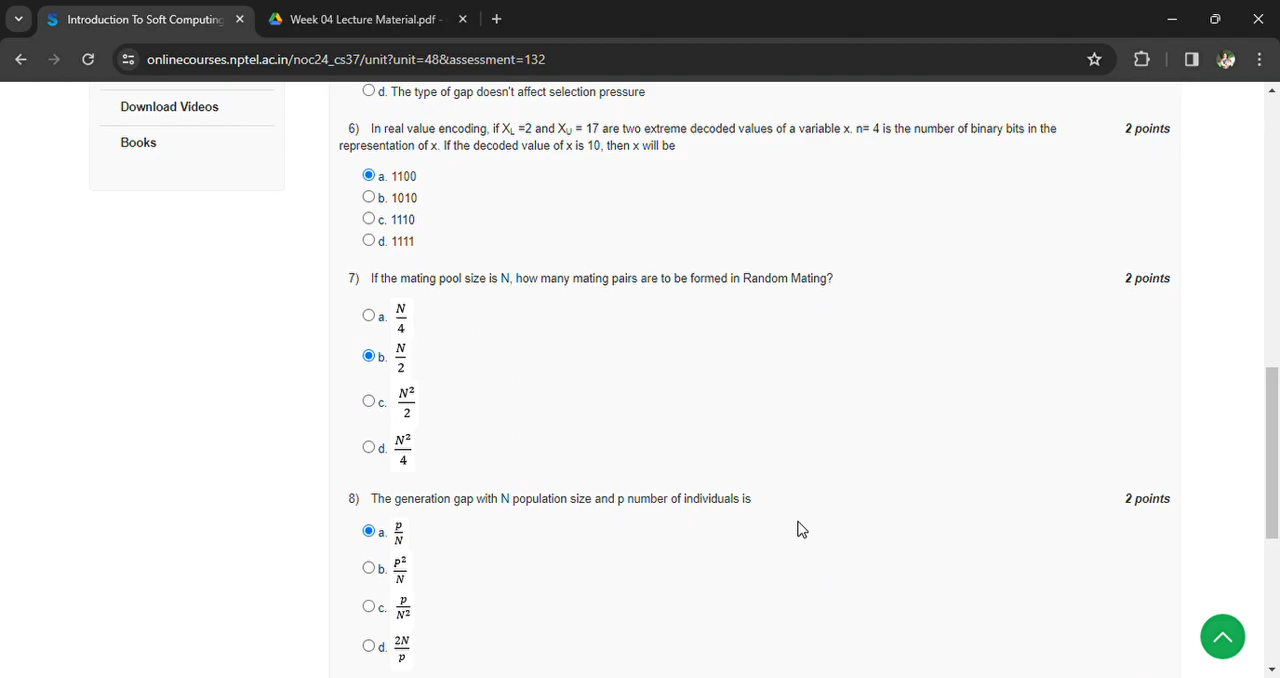 Introduction To Soft Computing
Week 04 Lecture Material.pdf -
onlinecourses.nptel.ac.in/noc24_cs37/unit?unit=48&assessment=132
Download Videos
Books
d. The type of gap doesn't affect selection pressure
6) In real value encoding, if X_L =2 and X_U = 17 are two extreme decoded values of a variable x. n= 4 is the number of binary bits in the 2 points
representation of x. If the decoded value of x is 10, then x will be
a. 1100
b. 1010
c. 1110
d. 1111
7) If the mating pool size is N, how many mating pairs are to be formed in Random Mating? 2 points
a. N/4
b. N/2
c. N²/2
d. N²/4
8) The generation gap with N population size and p number of individuals is 2 points
a. p/N
b. P²/N
c. p/N²
d. 2N/p